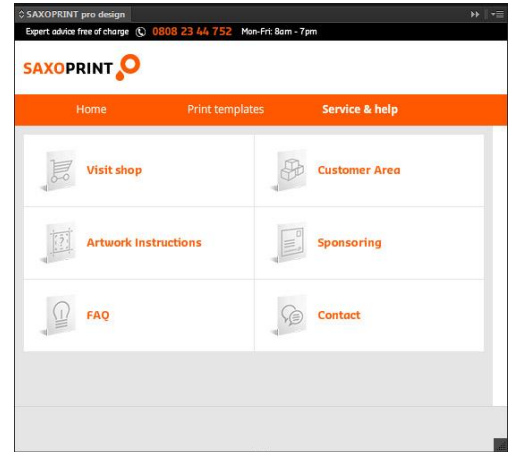 SAXOPRINT pro design
Expert advice free of charge 0808 23 44 752 Mon-Fri: 8am - 7pm
SAXOPRINT
Home Print templates Service & help
Visit shop Customer Area
Artwork Instructions Sponsoring
FAQ Contact